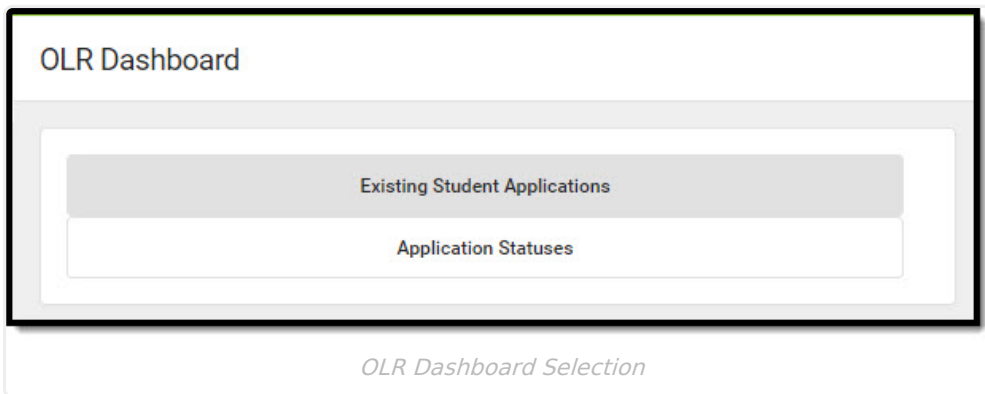 OLR Dashboard
Existing Student Applications
Application Statuses
OLR Dashboard Selection